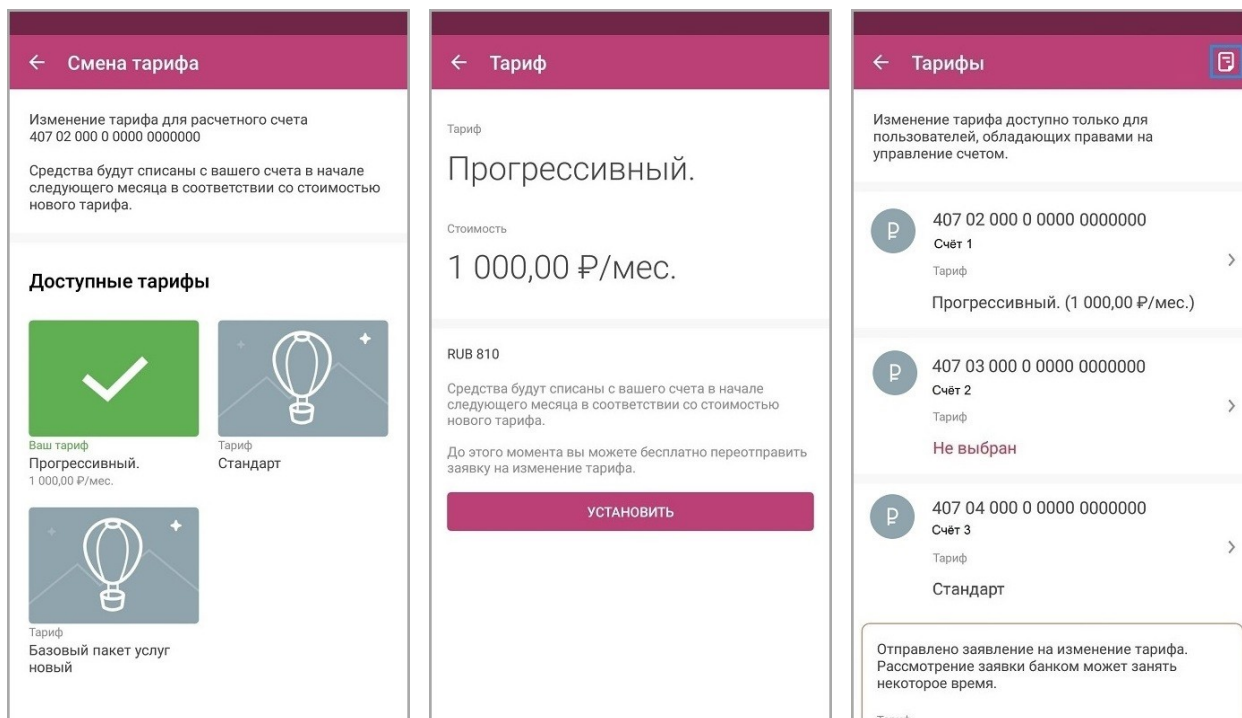 Смена тарифа
Изменение тарифа для расчетного счета
407 02 000 0 0000 0000000
Средства будут списаны с вашего счета в начале
следующего месяца в соответствии со стоимостью
нового тарифа.
Доступные тарифы
Ваш тариф
Прогрессивный.
1 000,00 ₽/мес.
Тариф
Стандарт
Тариф
Базовый пакет услуг
новый
Тариф
Тариф
Прогрессивный.
Стоимость
1 000,00 ₽/мес.
RUB 810
Средства будут списаны с вашего счета в начале
следующего месяца в соответствии со стоимостью
нового тарифа.
До этого момента вы можете бесплатно переотправить
заявку на изменение тарифа.
УСТАНОВИТЬ
Тарифы
Изменение тарифа доступно только для
пользователей, обладающих правами на
управление счетом.
₽
407 02 000 0 0000 0000000
Счёт 1
Тариф
Прогрессивный. (1 000,00 ₽/мес.)
₽
407 03 000 0 0000 0000000
Счёт 2
Тариф
Не выбран
₽
407 04 000 0 0000 0000000
Счёт 3
Тариф
Стандарт
Отправлено заявление на изменение тарифа.
Рассмотрение заявки банком может занять
некоторое время.
Тариф